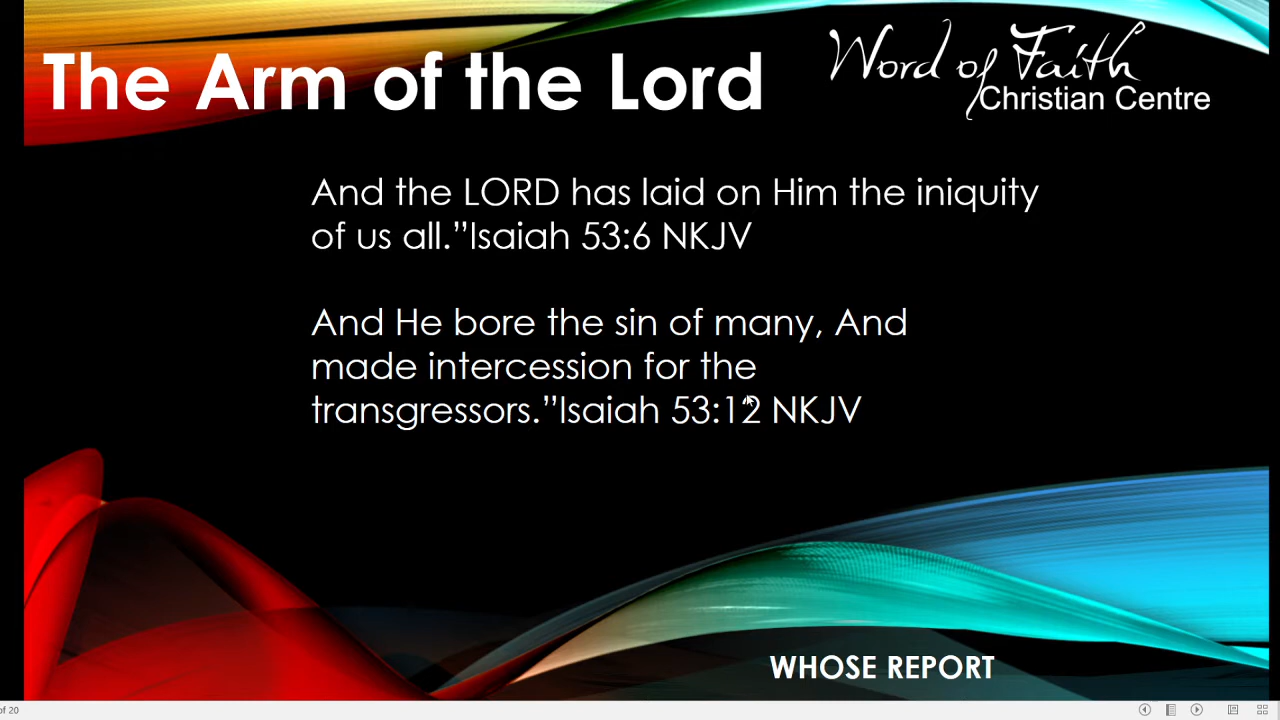 The Arm of the Lord
Word of Faith
Christian Centre
And the LORD has laid on Him the iniquity
of us all.”Isaiah 53:6 NKJV
And He bore the sin of many, And
made intercession for the
transgressors.”Isaiah 53:12 NKJV
WHOSE REPORT
of 20